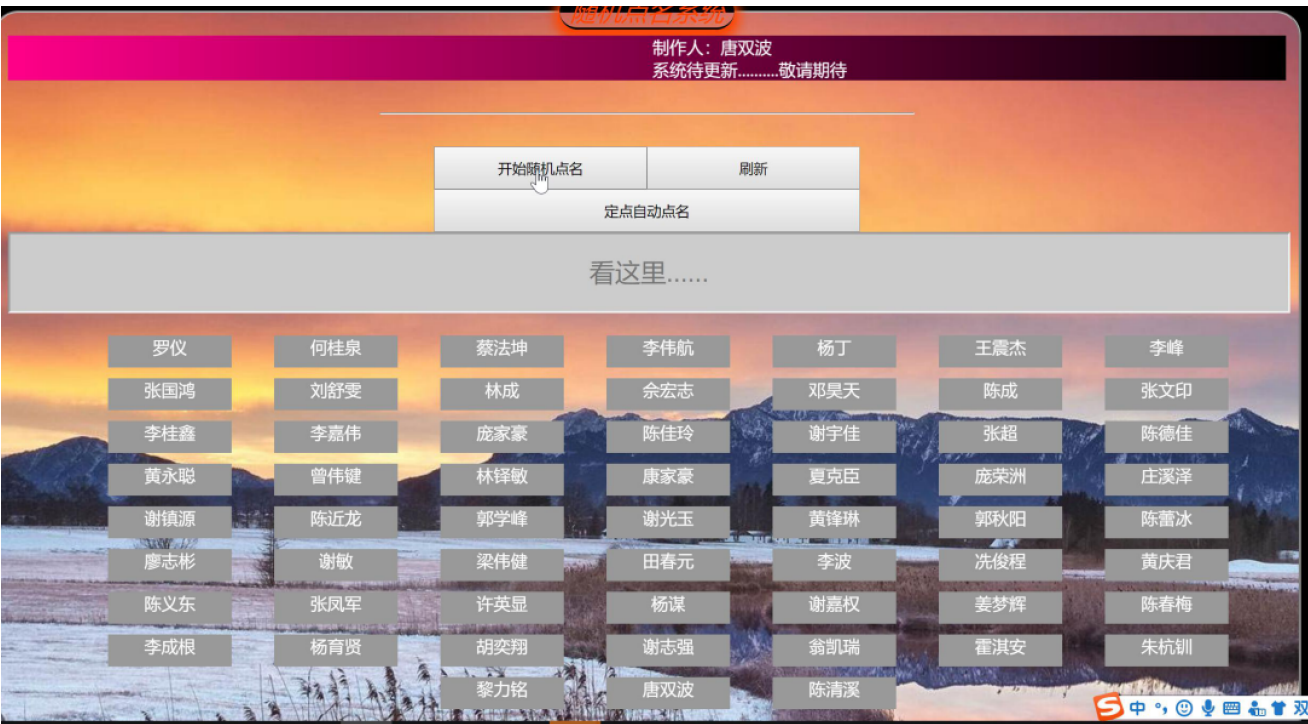 随机点名系统
制作人：唐双波
系统待更新..........敬请期待
开始随机点名 刷新
定点自动点名
看这里......
罗仪 何桂泉 蔡法坤 李伟航 杨丁 王震杰 李峰
张国鸿 刘舒雯 林成 佘宏志 邓昊天 陈成 张文印
李桂鑫 李嘉伟 庞家豪 陈佳玲 谢宇佳 张超 陈德佳
黄永聪 曾伟键 林铎敏 康家豪 夏克臣 庞荣洲 庄溪泽
谢镇源 陈近龙 郭学峰 谢光玉 黄锋琳 郭秋阳 陈蕾冰
廖志彬 谢敏 梁伟健 田春元 李波 冼俊程 黄庆君
陈义东 张凤军 许英显 杨谋 谢嘉权 姜梦辉 陈春梅
李成根 杨育贤 胡奕翔 谢志强 翁凯瑞 霍淇安 朱杭钏
黎力铭 唐双波 陈清溪
S 中 双